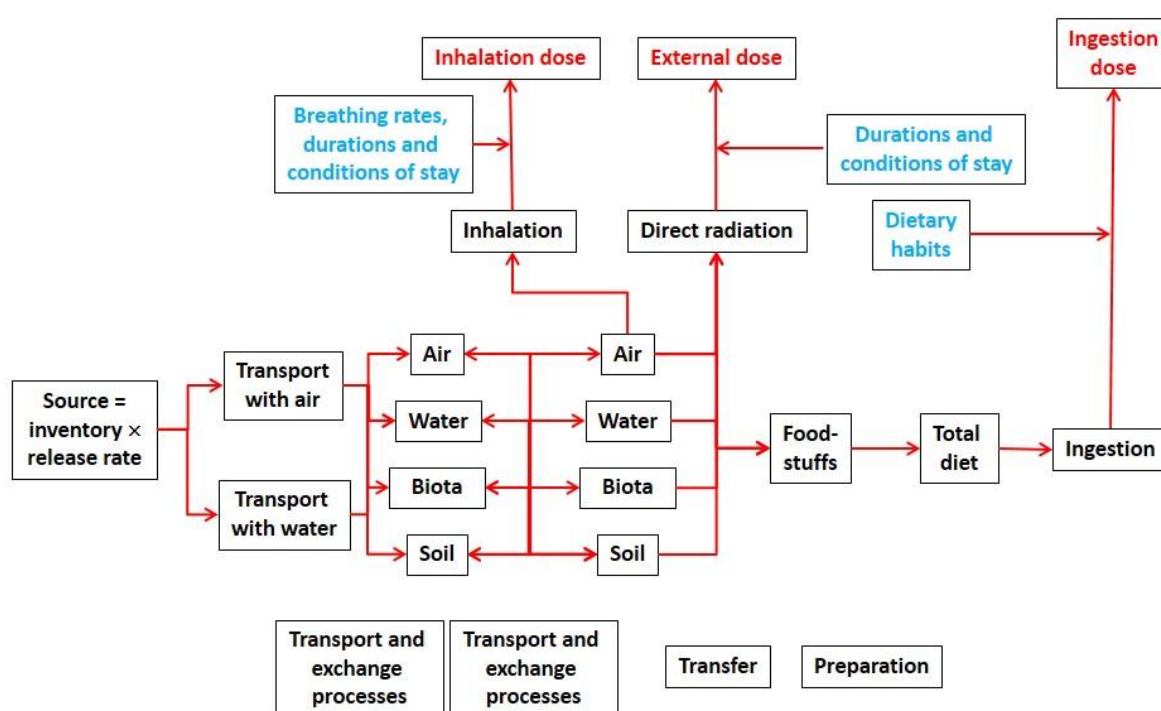 Inhalation dose
External dose
Ingestion
dose
Breathing rates,
durations and
conditions of stay
Durations and
conditions of stay
Inhalation
Direct radiation
Dietary
habits
Source =
inventory ×
release rate
Transport
with air
Transport
with water
Air
Water
Biota
Soil
Air
Water
Biota
Soil
Food-
stuffs
Total
diet
Ingestion
Transport and
exchange
processes
Transport and
exchange
processes
Transfer
Preparation